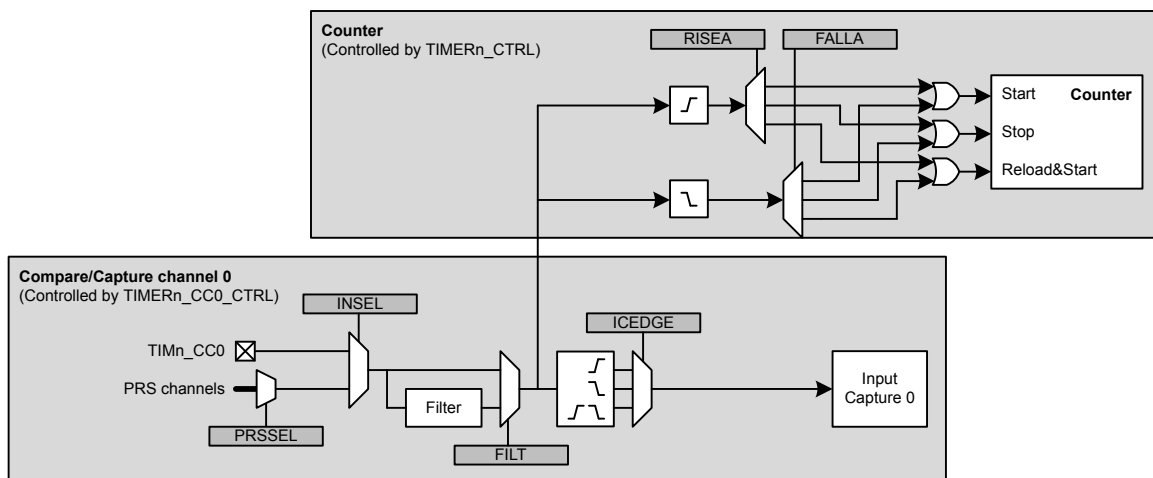 Counter
(Controlled by TIMERn_CTRL)
RISEA
FALLA
Start
Counter
Stop
Reload&Start
Compare/Capture channel 0
(Controlled by TIMERn_CC0_CTRL)
INSEL
ICEDGE
TIMn_CC0
PRS channels
Filter
Input
Capture 0
PRSSEL
FILT